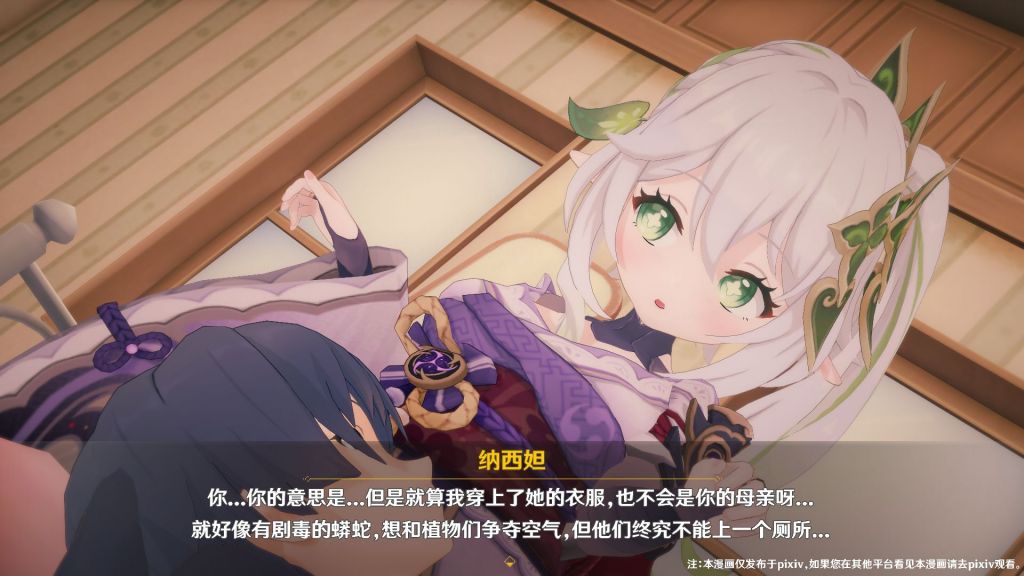 纳西妲
你...你的意思是...但是就算我穿上了她的衣服,也不会是你的母亲呀...
就好像有剧毒的蟒蛇,想和植物们争夺空气,但他们终究不能上一个厕所...
注:本漫画仅发布于pixiv,如果您在其他平台看见本漫画请去pixiv观看。